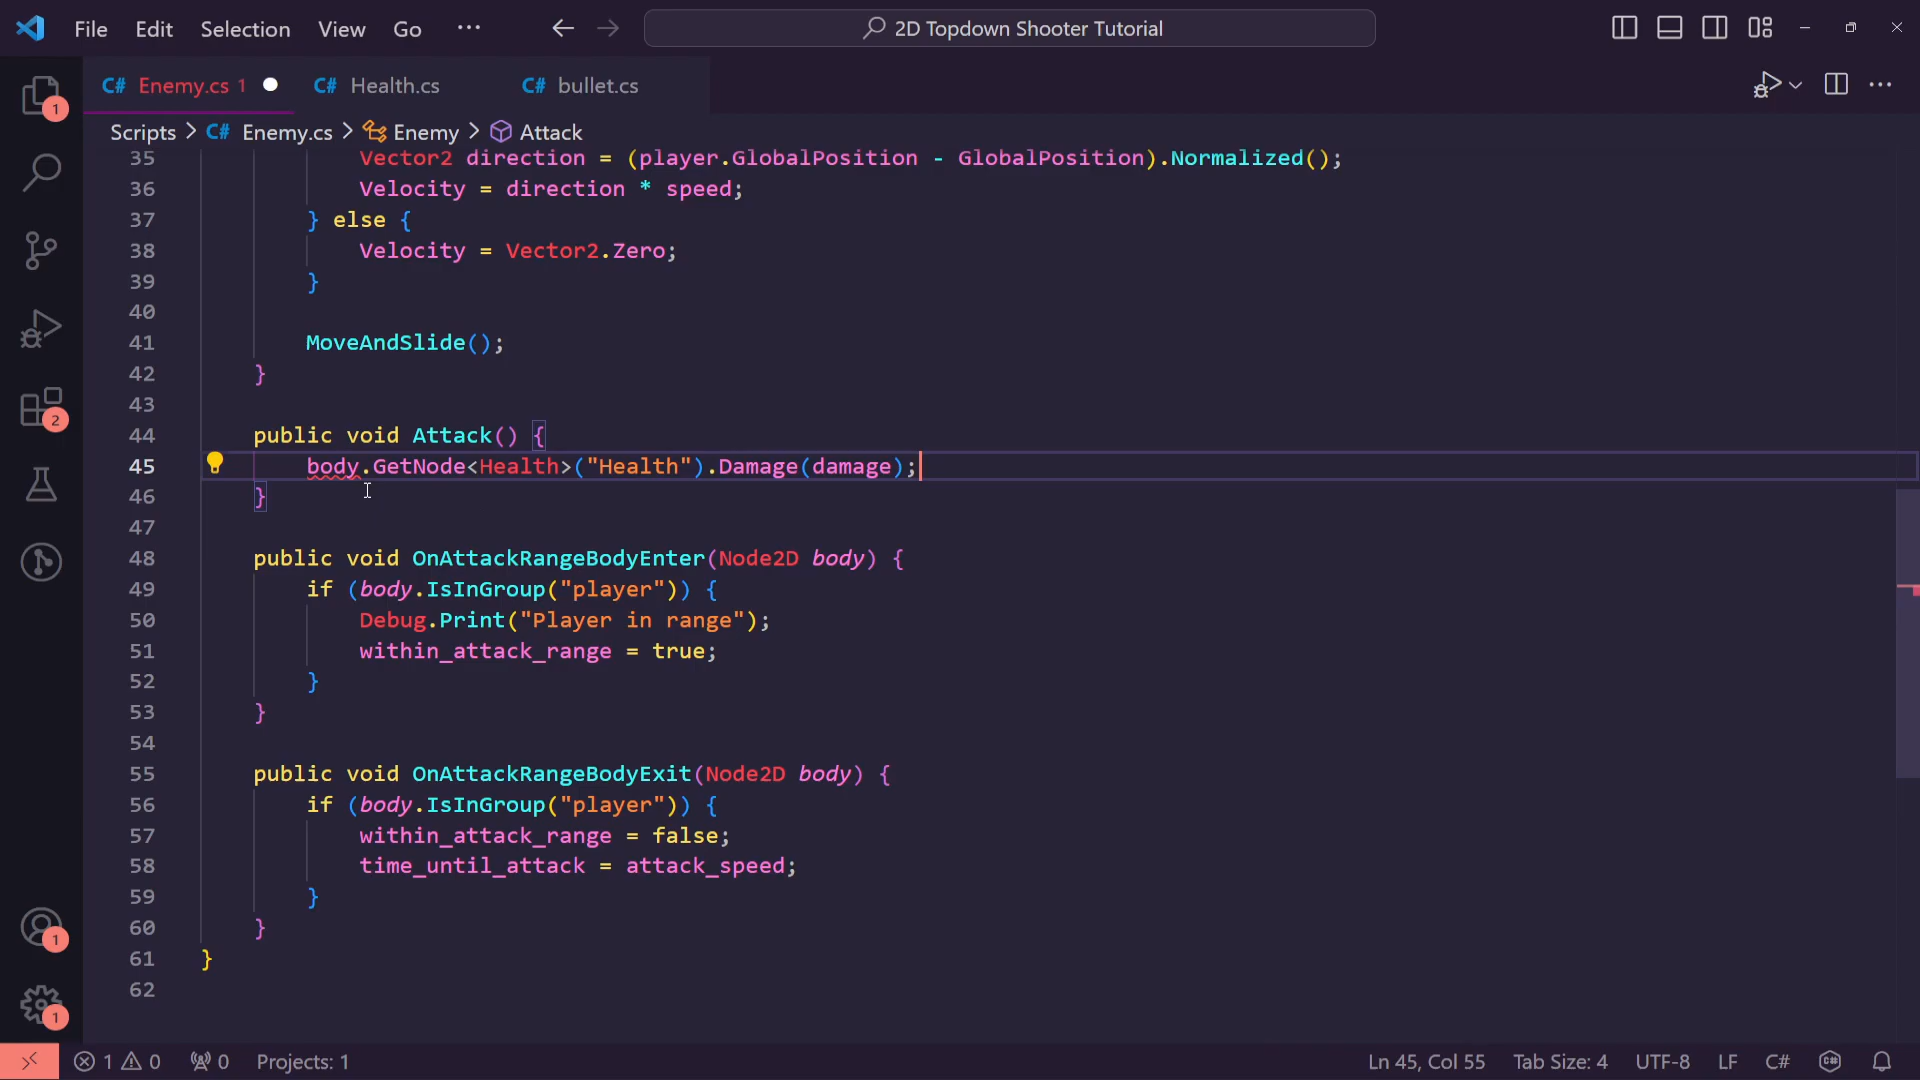 File Edit Selection View Go ··· 2D Topdown Shooter Tutorial
C# Enemy.cs 1 C# Health.cs C# bullet.cs
Scripts > C# Enemy.cs > Enemy > Attack
35 Vector2 direction = (player.GlobalPosition - GlobalPosition).Normalized();
36 Velocity = direction * speed;
37 } else {
38 Velocity = Vector2.Zero;
39 }
40
41 MoveAndSlide();
42 }
43
44 public void Attack() {
45 body.GetNode<Health>("Health").Damage(damage);
46 }
47
48 public void OnAttackRangeBodyEnter(Node2D body) {
49 if (body.IsInGroup("player")) {
50 Debug.Print("Player in range");
51 within_attack_range = true;
52 }
53 }
54
55 public void OnAttackRangeBodyExit(Node2D body) {
56 if (body.IsInGroup("player")) {
57 within_attack_range = false;
58 time_until_attack = attack_speed;
59 }
60 }
61 }
62
1
2
1
1
1 0 0 Projects: 1 Ln 45, Col 55 Tab Size: 4 UTF-8 LF C#